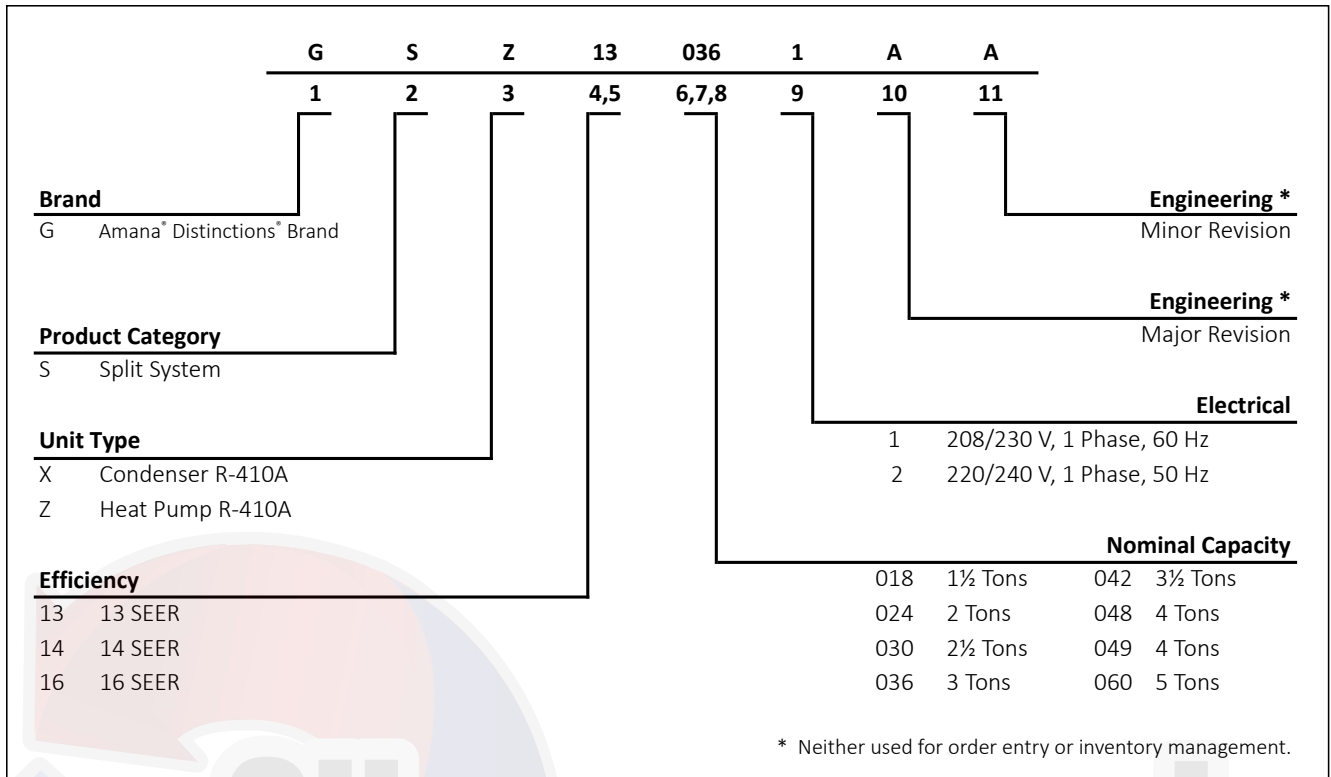 G S Z 13 036 1 A A
1 2 3 4,5 6,7,8 9 10 11
Brand
G Amana® Distinctions® Brand
Product Category
S Split System
Unit Type
X Condenser R-410A
Z Heat Pump R-410A
Efficiency
13 13 SEER
14 14 SEER
16 16 SEER
Engineering *
Minor Revision
Engineering *
Major Revision
Electrical
1 208/230 V, 1 Phase, 60 Hz
2 220/240 V, 1 Phase, 50 Hz
Nominal Capacity
018 1½ Tons 042 3½ Tons
024 2 Tons 048 4 Tons
030 2½ Tons 049 4 Tons
036 3 Tons 060 5 Tons
* Neither used for order entry or inventory management.